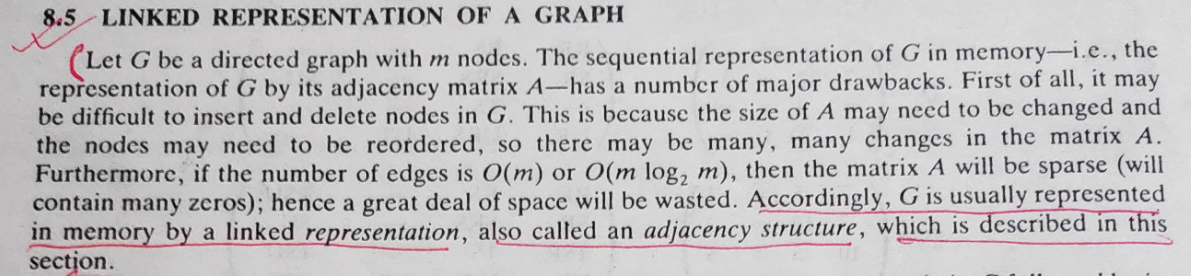 8.5 LINKED REPRESENTATION OF A GRAPH
Let G be a directed graph with m nodes. The sequential representation of G in memory—i.e., the
representation of G by its adjacency matrix A—has a number of major drawbacks. First of all, it may
be difficult to insert and delete nodes in G. This is because the size of A may need to be changed and
the nodes may need to be reordered, so there may be many, many changes in the matrix A.
Furthermore, if the number of edges is O(m) or O(m log₂ m), then the matrix A will be sparse (will
contain many zeros); hence a great deal of space will be wasted. Accordingly, G is usually represented
in memory by a linked representation, also called an adjacency structure, which is described in this
section.